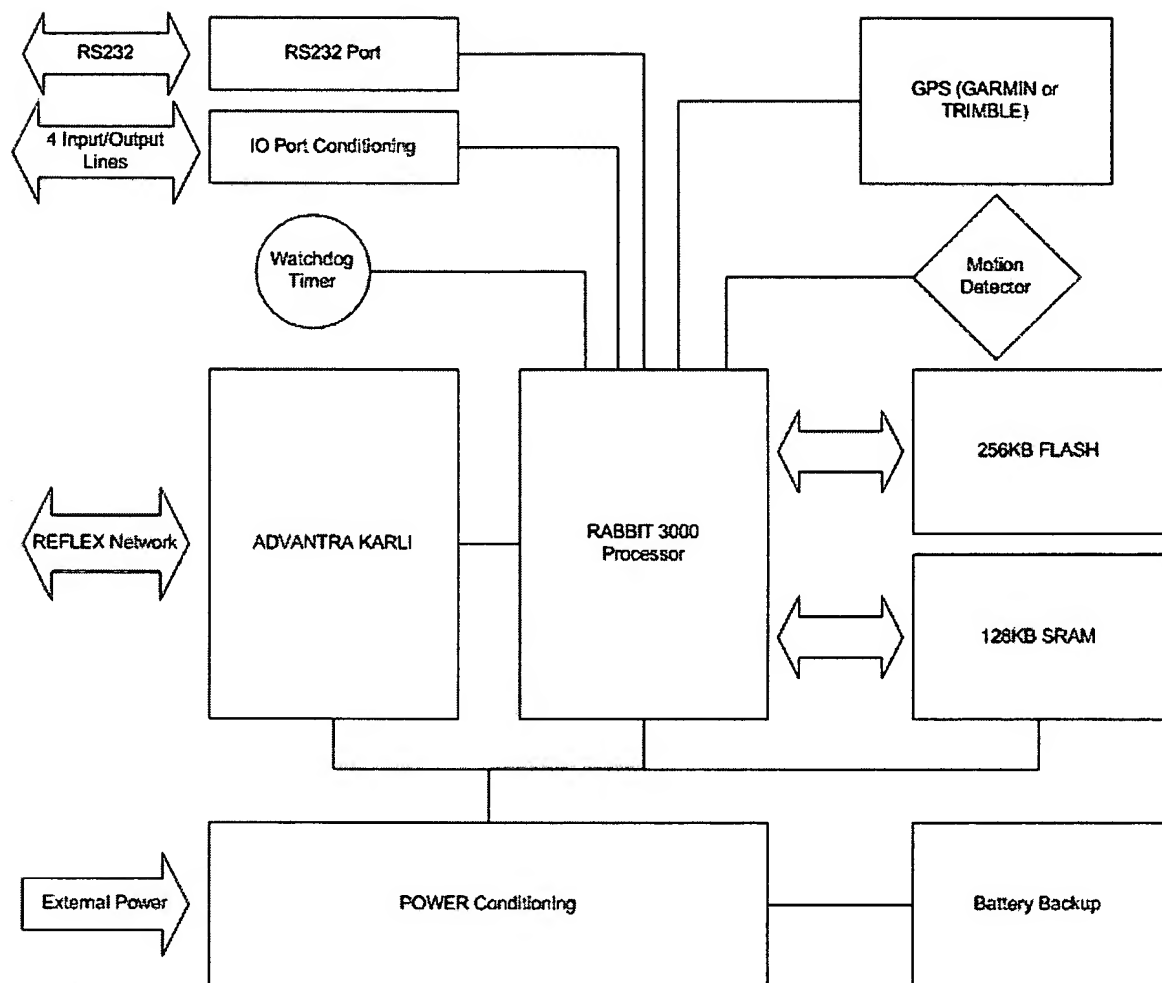 RS232
RS232 Port
GPS (GARMIN or
TRIMBLE)
4 Input/Output
Lines
IO Port Conditioning
Watchdog
Timer
Motion
Detector
256KB FLASH
REFLEX Network
ADVANTRA KARLI
RABBIT 3000
Processor
128KB SRAM
External Power
POWER Conditioning
Battery Backup